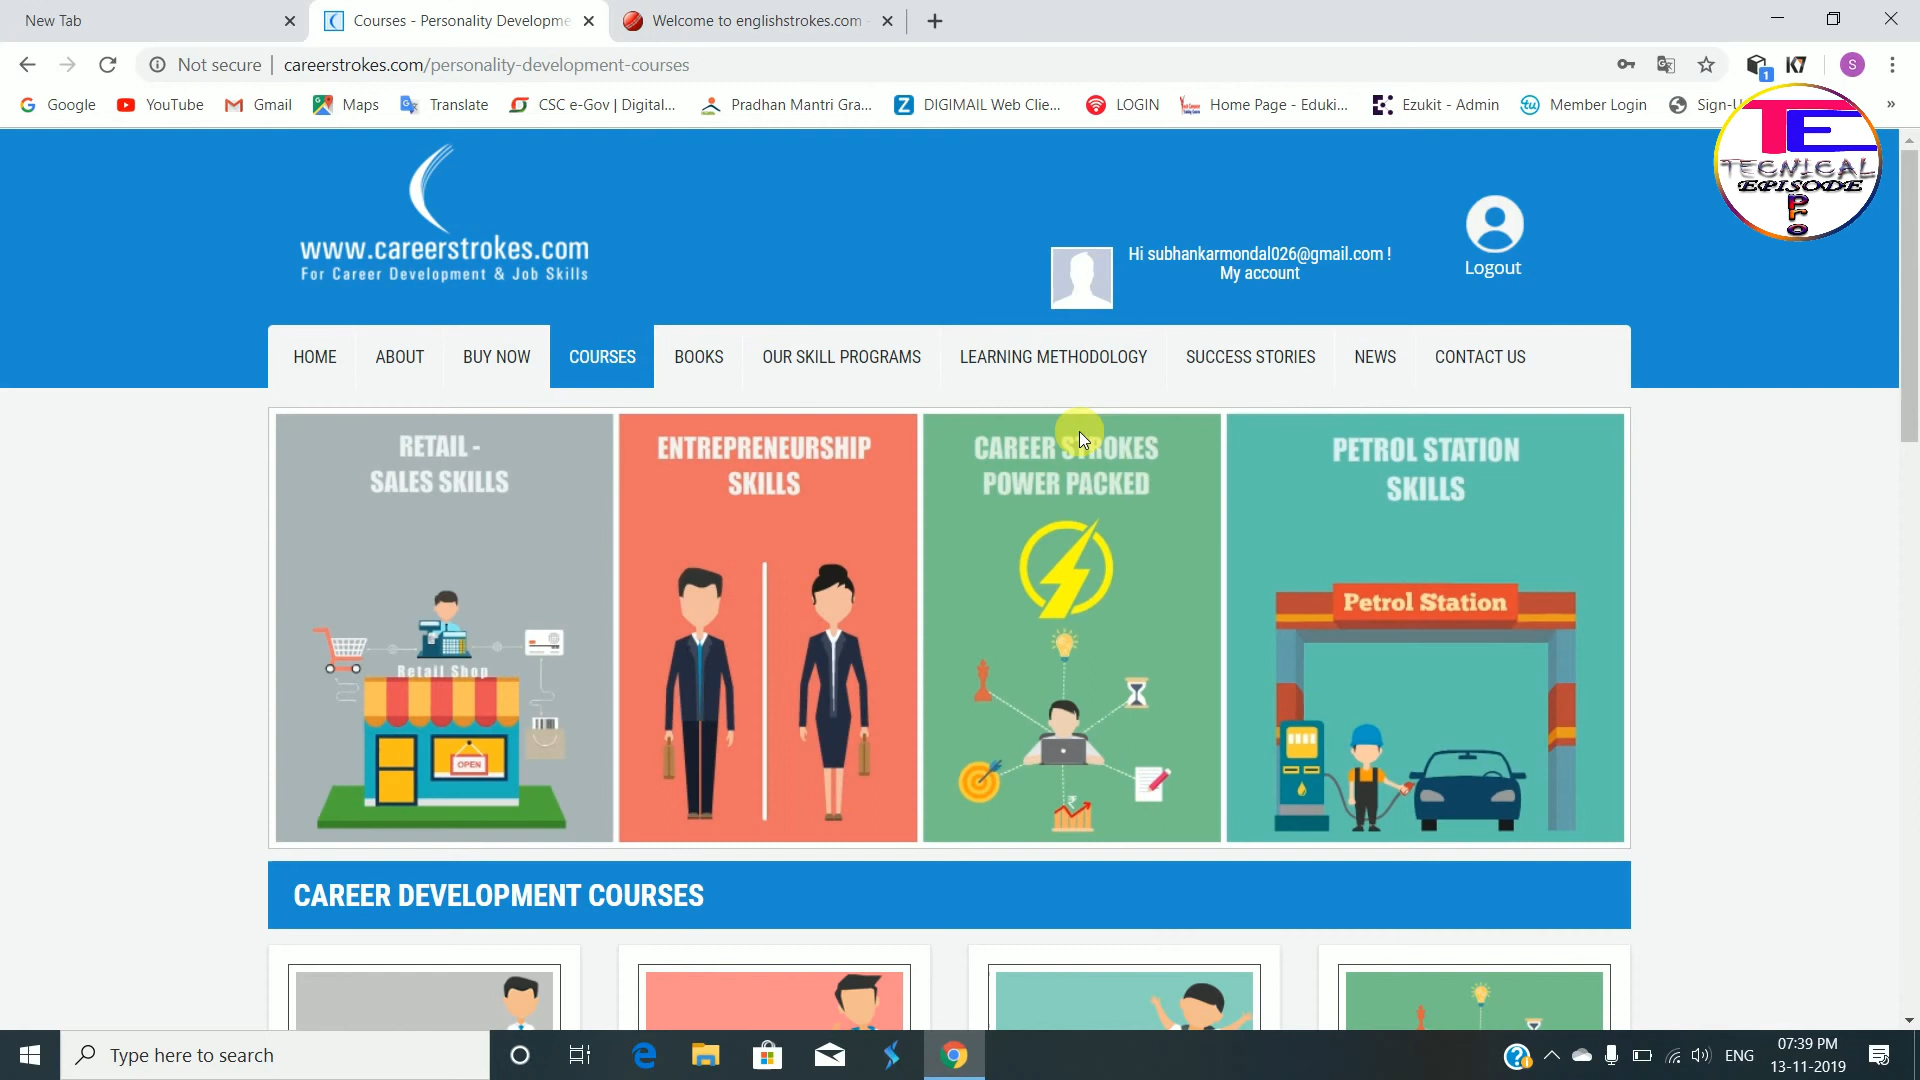 New Tab
Courses - Personality Developme
Welcome to englishstrokes.com -
Not secure
careerstrokes.com/personality-development-courses
S
K7
1
Google
YouTube
Gmail
Maps
Translate
CSC e-Gov | Digital...
Pradhan Mantri Gra...
DIGIMAIL Web Clie...
LOGIN
Home Page - Eduki...
Ezukit - Admin
Member Login
Sign-U
»
TE
TECNICAL
EPISODE
Pro
www.careerstrokes.com
For Career Development & Job Skills
Hi subhankarmondal026@gmail.com !
My account
Logout
HOME
ABOUT
BUY NOW
COURSES
BOOKS
OUR SKILL PROGRAMS
LEARNING METHODOLOGY
SUCCESS STORIES
NEWS
CONTACT US
RETAIL -
SALES SKILLS
Retail Shop
OPEN
ENTREPRENEURSHIP
SKILLS
CAREER STROKES
POWER PACKED
₹
PETROL STATION
SKILLS
Petrol Station
CAREER DEVELOPMENT COURSES
Type here to search
ENG
07:39 PM
13-11-2019